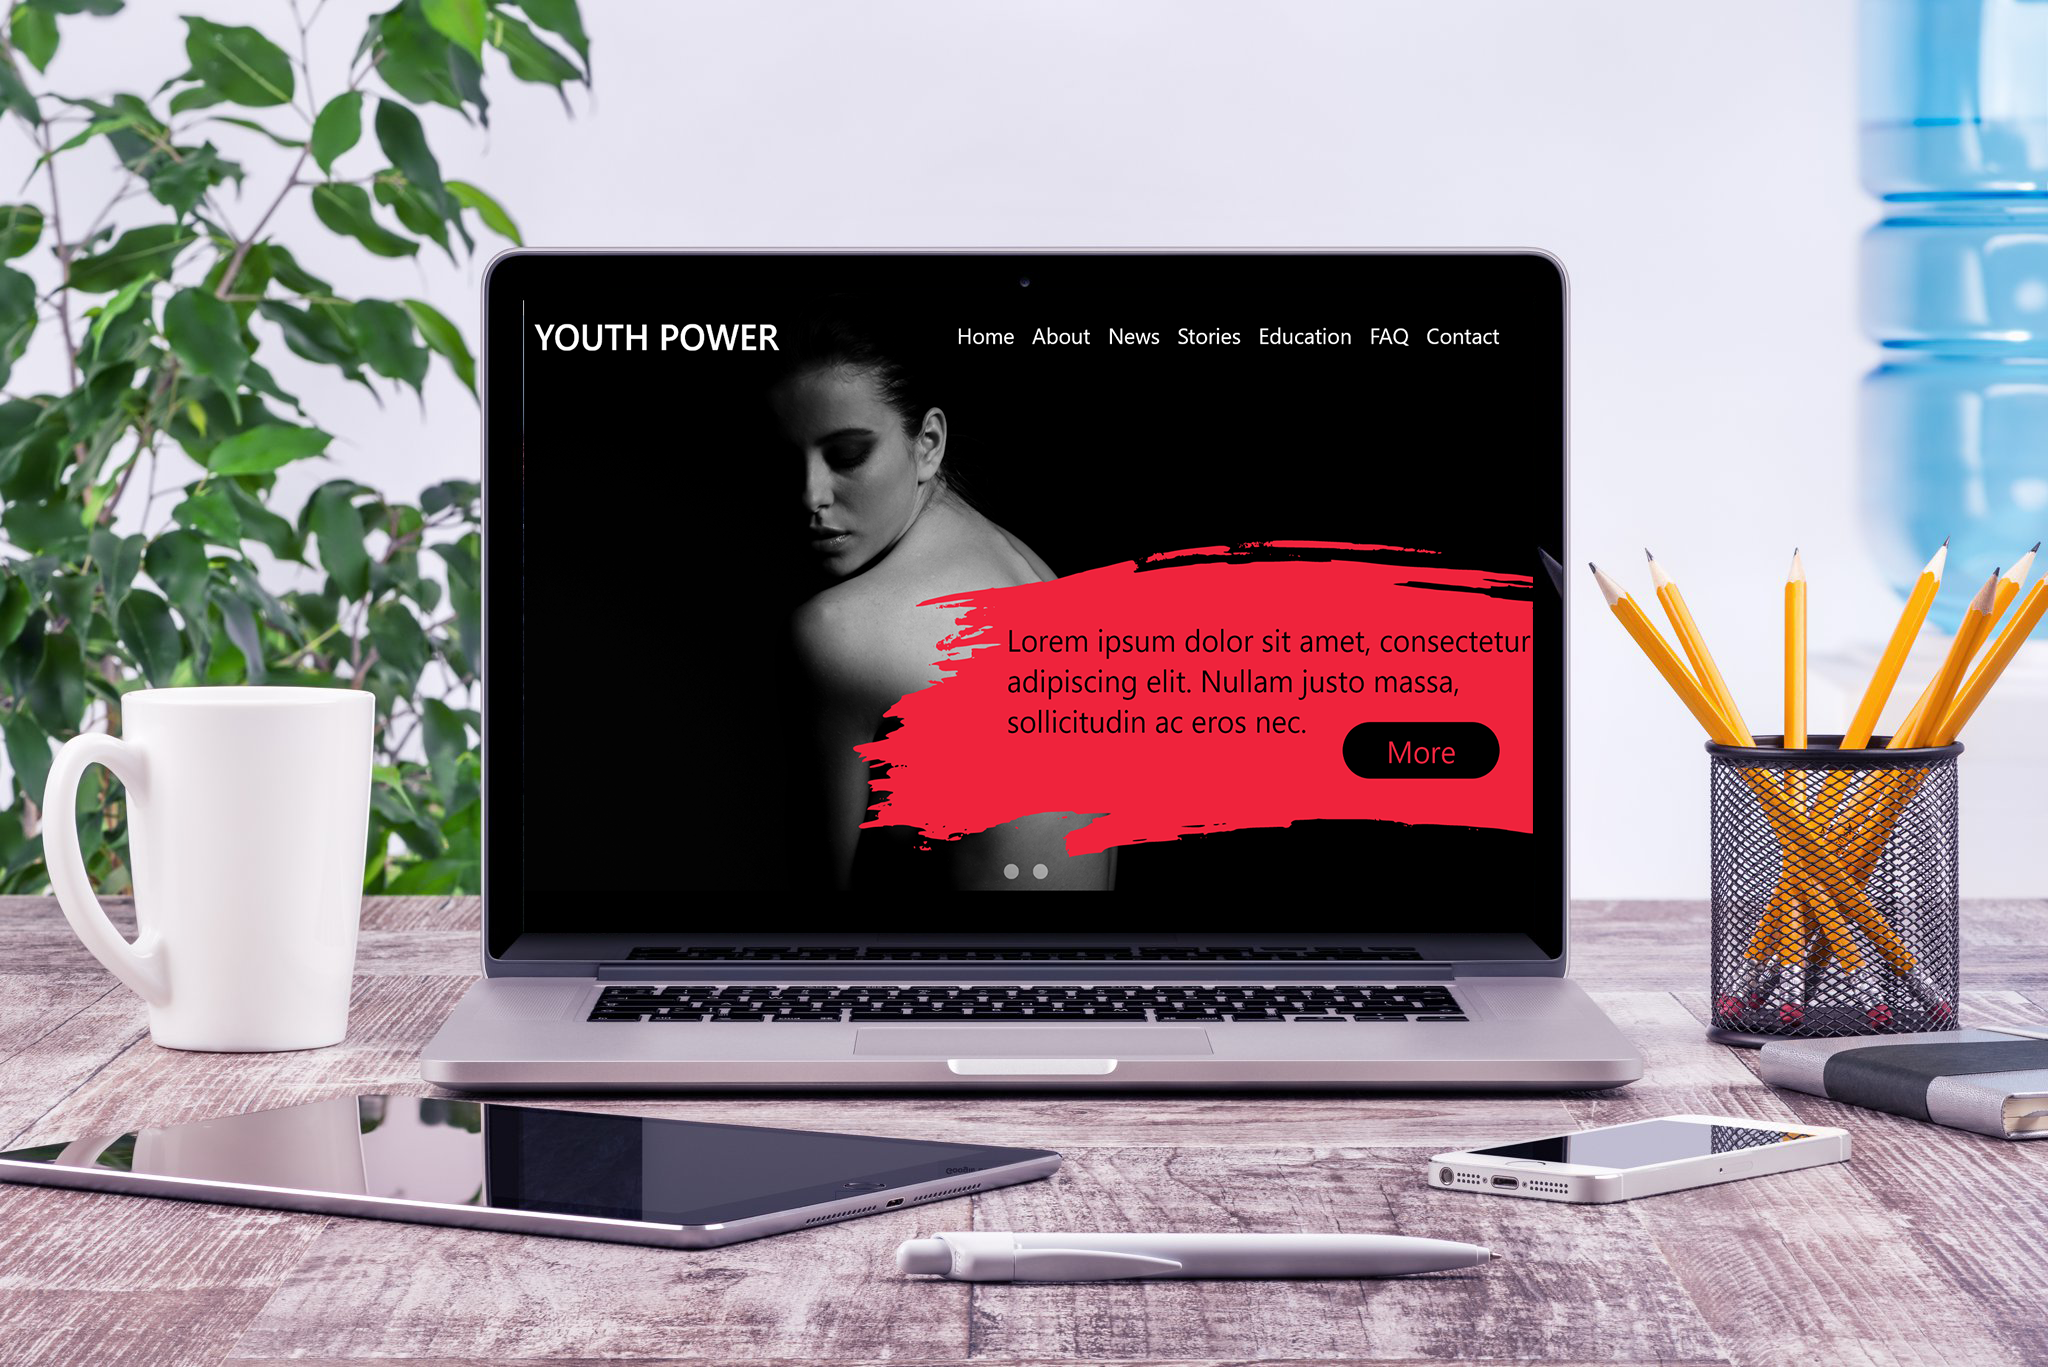 YOUTH POWER
Home About News Stories Education FAQ Contact
Lorem ipsum dolor sit amet, consectetur
adipiscing elit. Nullam justo massa,
sollicitudin ac eros nec.
More